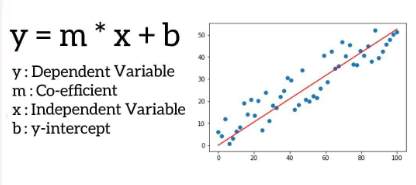 y = m * x + b
y : Dependent Variable
m : Co-efficient
x : Independent Variable
b : y-intercept
50
40
30
20
10
0
0 20 40 60 80 100